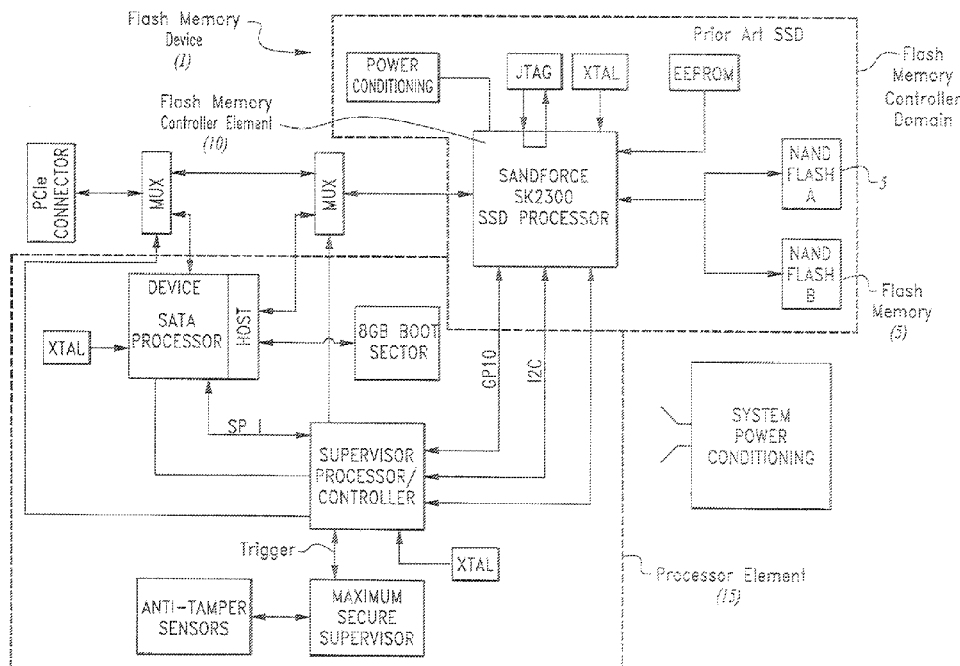 Flash Memory
Device
(1)
Prior Art SSD
POWER
CONDITIONING
JTAG
XTAL
EEPROM
Flash
Memory
Controller
Domain
Flash Memory
Controller Element
(10)
SANDFORCE
SK2300
SSD PROCESSOR
NAND
FLASH
A
5
PCIe
CONNECTOR
MUX
MUX
NAND
FLASH
B
Flash
Memory
(5)
DEVICE
SATA
PROCESSOR
HOST
XTAL
8GB BOOT
SECTOR
GPIO
I2C
SP I
SUPERVISOR
PROCESSOR/
CONTROLLER
SYSTEM
POWER
CONDITIONING
Trigger
XTAL
Processor Element
(15)
ANTI-TAMPER
SENSORS
MAXIMUM
SECURE
SUPERVISOR